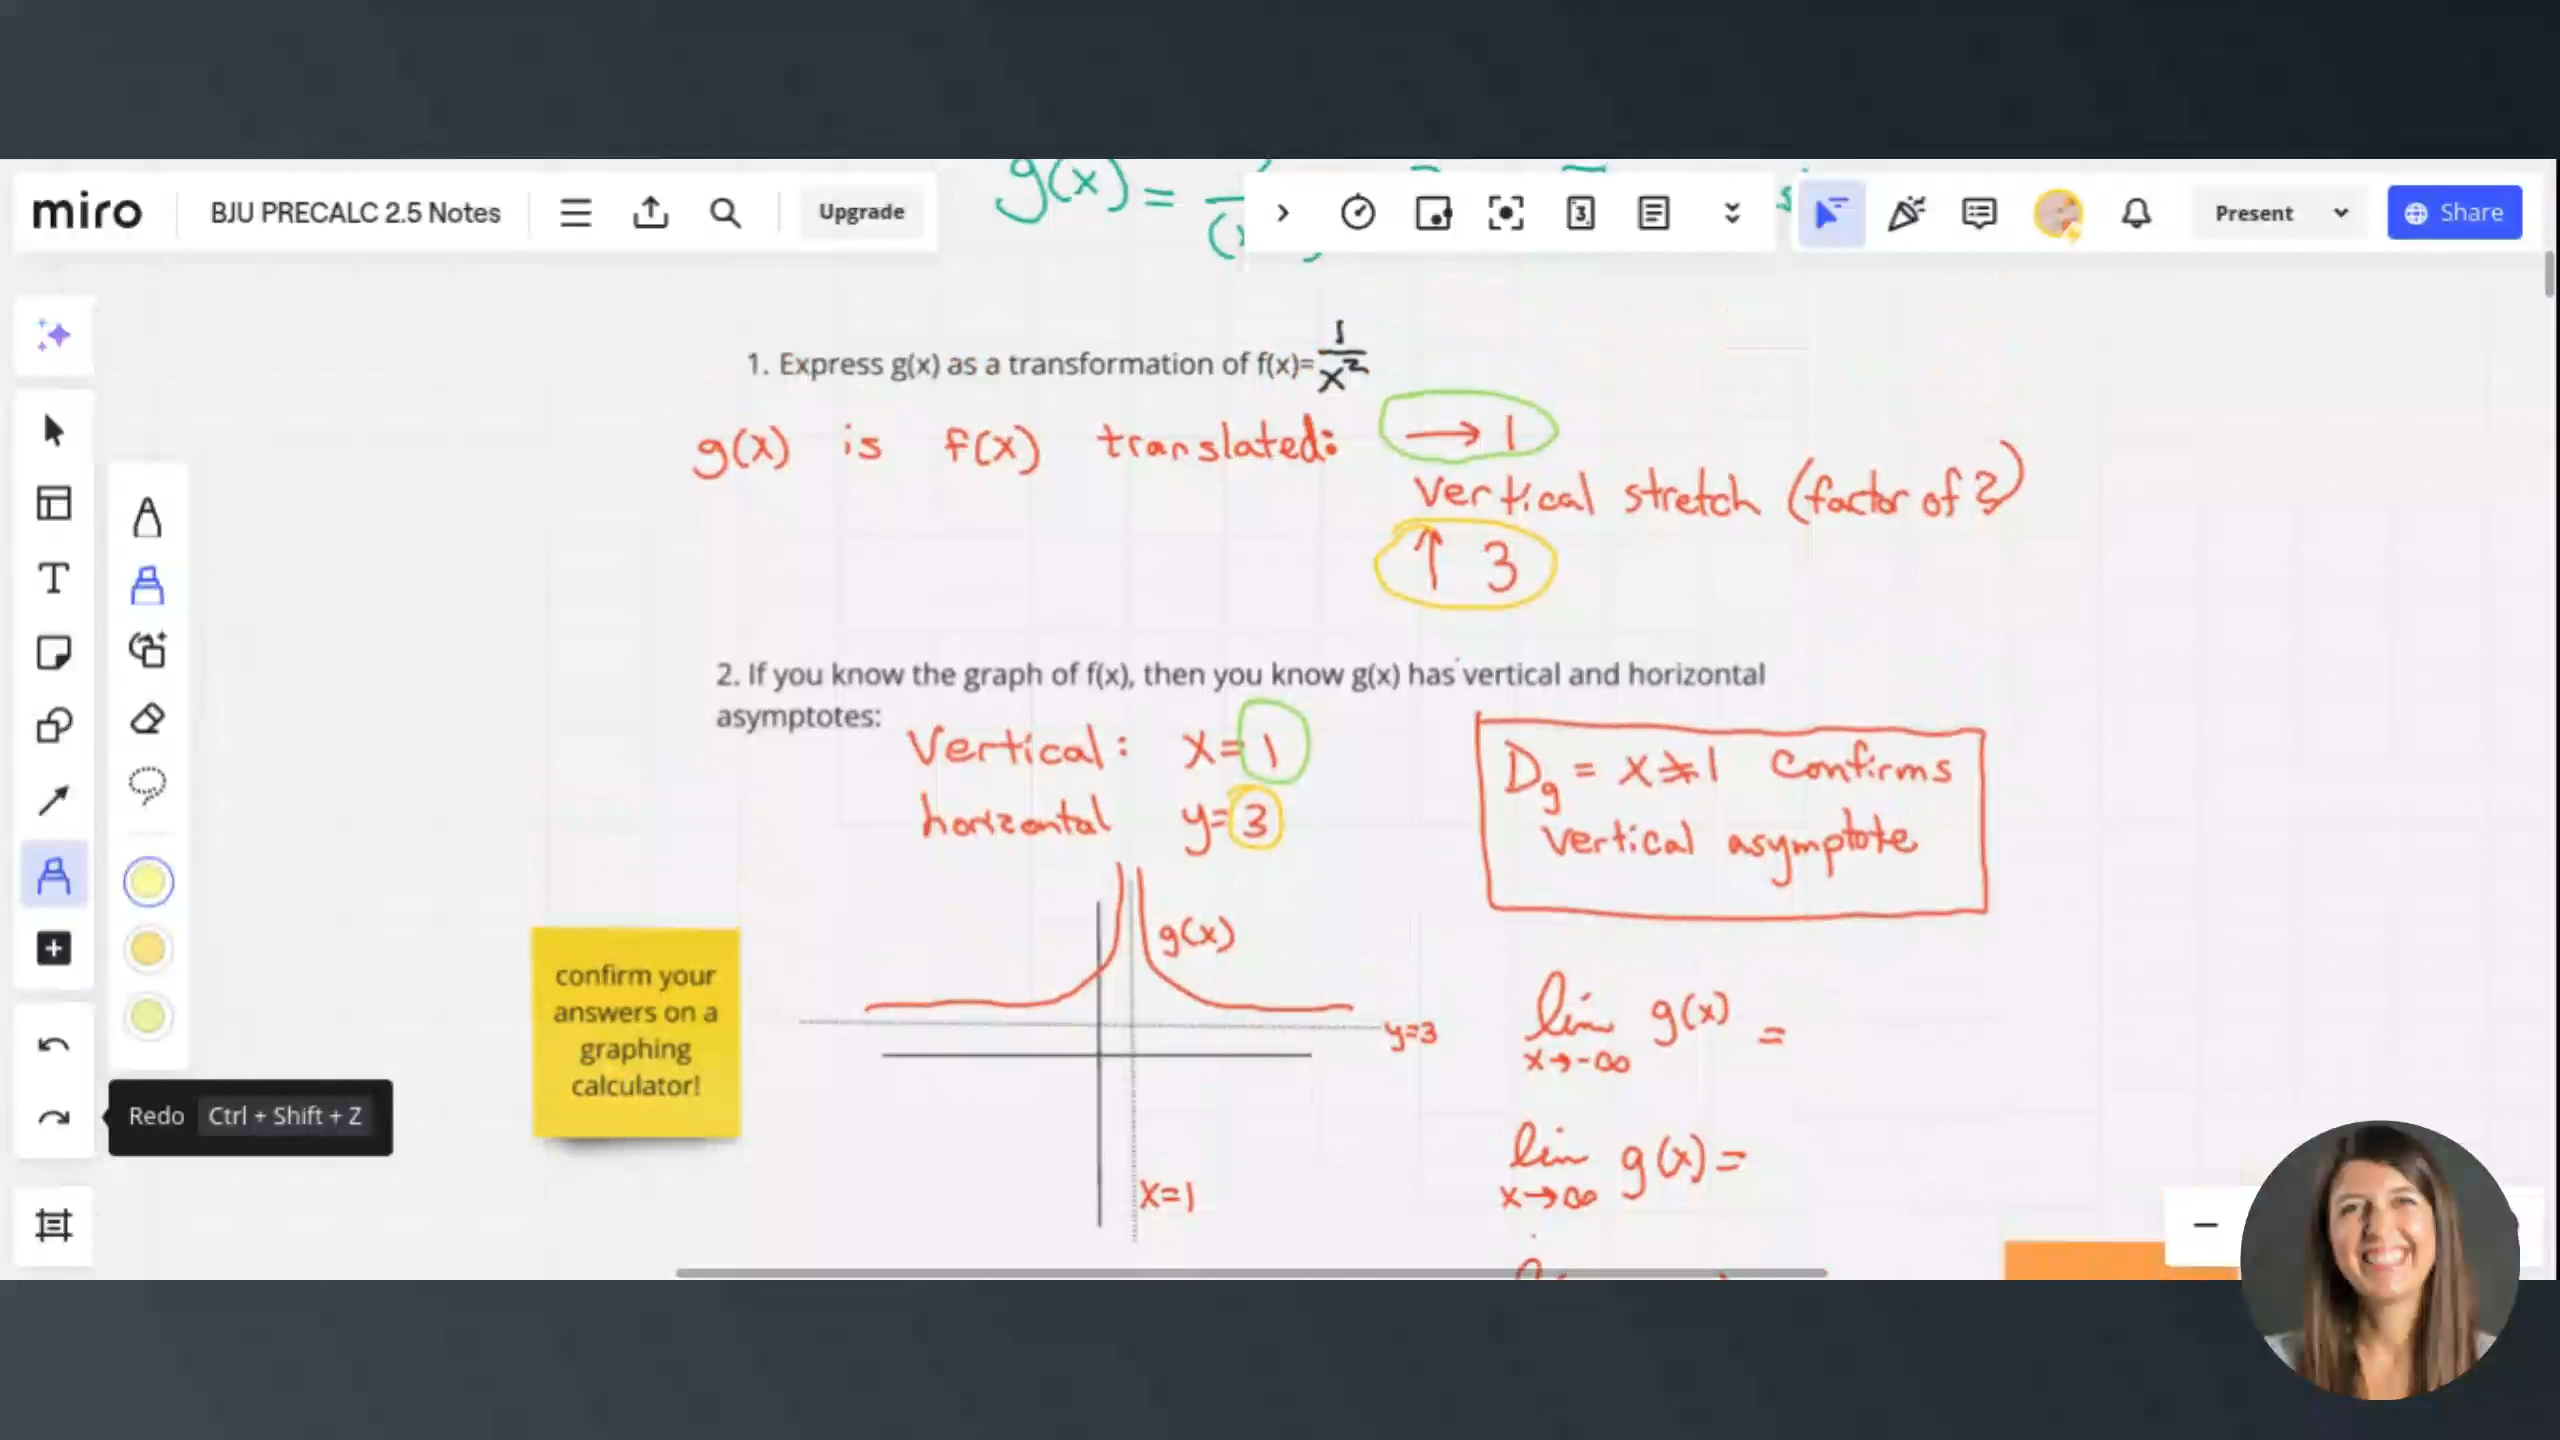 g(x) =
miro
BJU PRECALC 2.5 Notes
Upgrade
3
Present
Share
1. Express g(x) as a transformation of f(x)= 1/x²
g(x) is f(x) translated: → 1
vertical stretch (factor of
↑ 3
2. If you know the graph of f(x), then you know g(x) has vertical and horizontal
asymptotes:
Vertical: x=1
horizontal y=3
Dg = x≠1 Confirms
vertical asymptote
g(x)
y=3
x=1
lim g(x) =
x→-∞
lim g(x)=
x→∞
confirm your
answers on a
graphing
calculator!
T
Redo Ctrl + Shift + Z